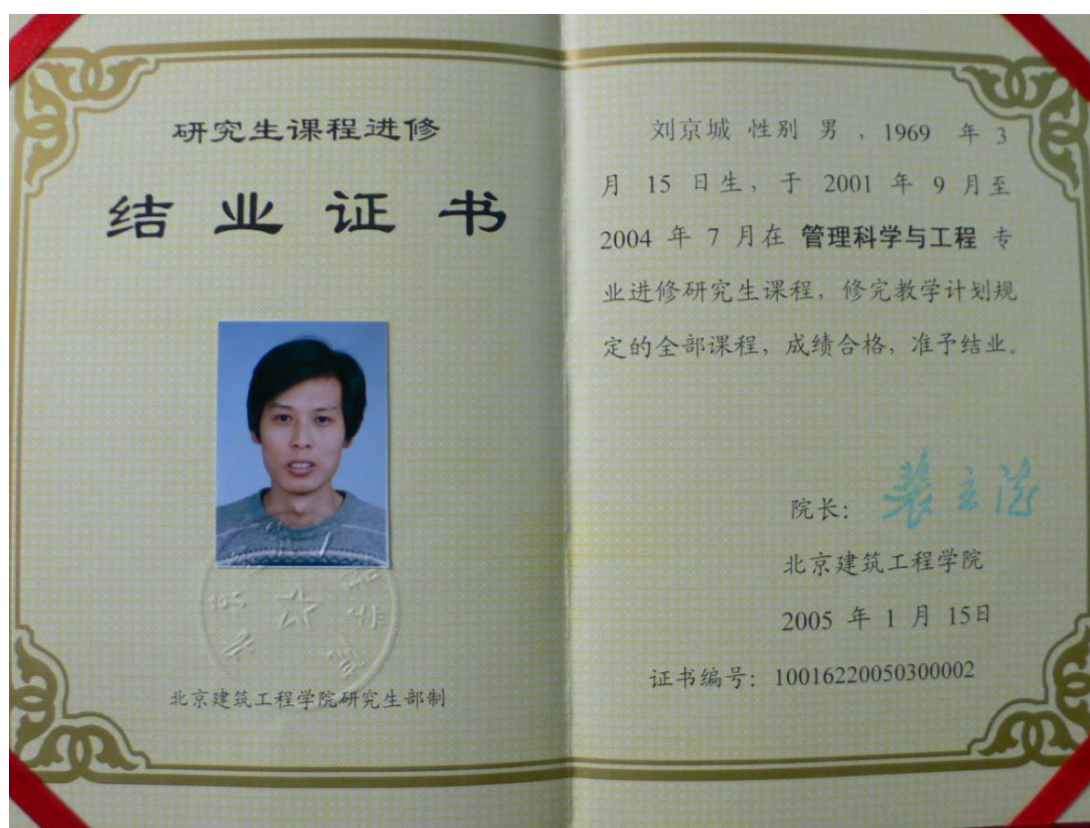 研究生课程进修
结业证书
北京建筑工程学院研究生部制
刘京城 性别 男 , 1969 年 3
月 15 日生, 于 2001 年 9 月至
2004 年 7 月在 管理科学与工程 专
业进修研究生课程, 修完教学计划规
定的全部课程, 成绩合格, 准予结业。
院长:
北京建筑工程学院
2005 年 1 月 15日
证书编号: 10016220050300002